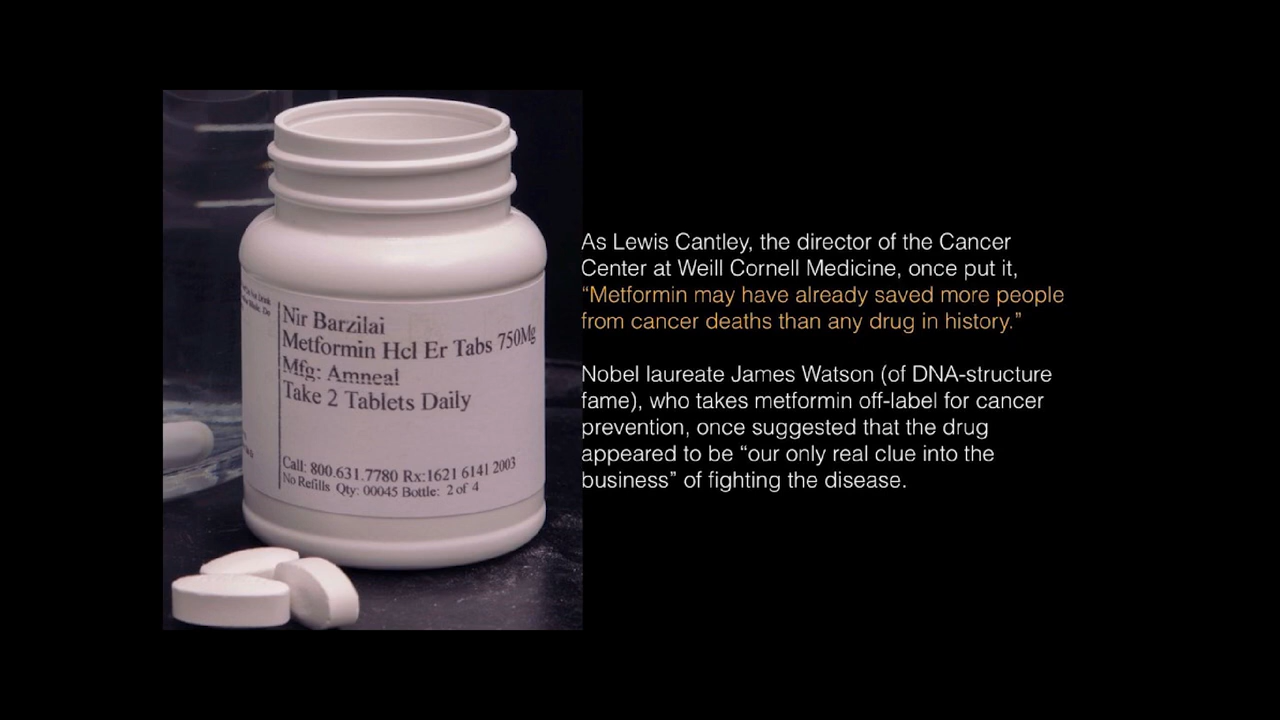 Nir Barzilai
Metformin Hcl Er Tabs 750Mg
Mfg: Amneal
Take 2 Tablets Daily
Call: 800.631.7780 Rx:1621 6141 2003
No Refills Qty: 00045 Bottle: 2 of 4
As Lewis Cantley, the director of the Cancer
Center at Weill Cornell Medicine, once put it,
“Metformin may have already saved more people
from cancer deaths than any drug in history.”
Nobel laureate James Watson (of DNA-structure
fame), who takes metformin off-label for cancer
prevention, once suggested that the drug
appeared to be “our only real clue into the
business” of fighting the disease.